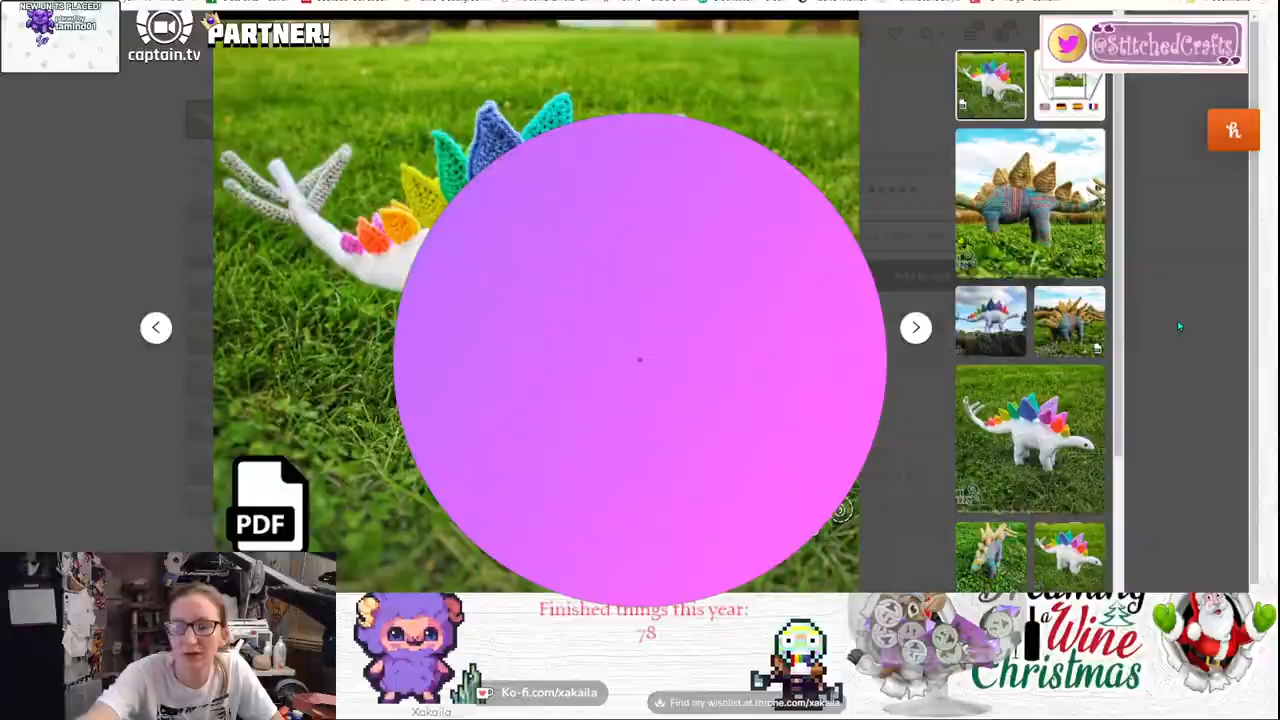 NEW UNITS PLACED!
captain.tv
PARTNER!
@StitchedCrafts
h
PDF
Finished things this year:
78
a Wine
Christmas
Ko-fi.com/xakaila
Find my wishlist at throne.com/xakaila
Xakaila